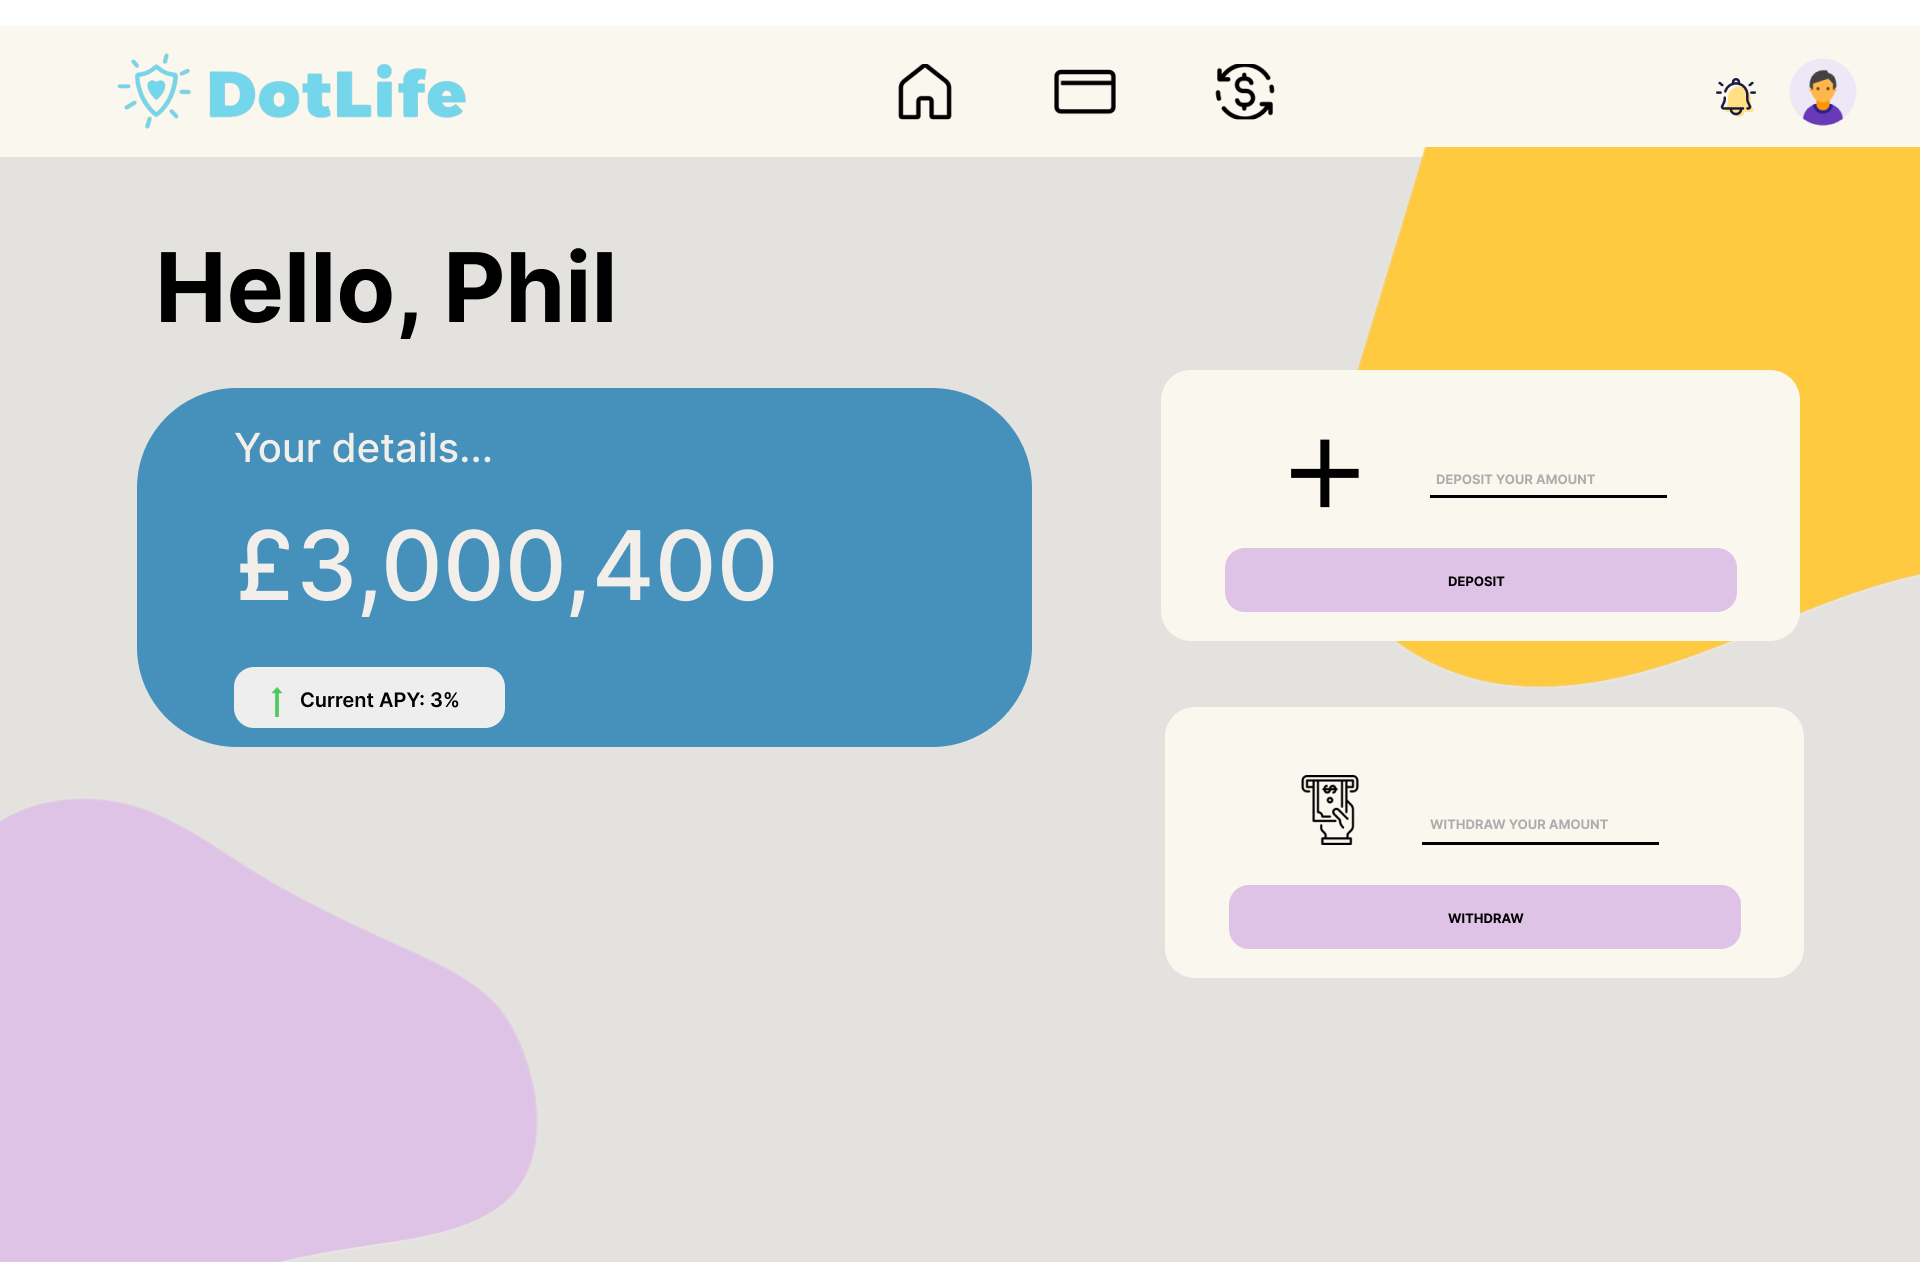 DotLife
Hello, Phil
Your details...
£3,000,400
Current APY: 3%
DEPOSIT YOUR AMOUNT
DEPOSIT
WITHDRAW YOUR AMOUNT
WITHDRAW